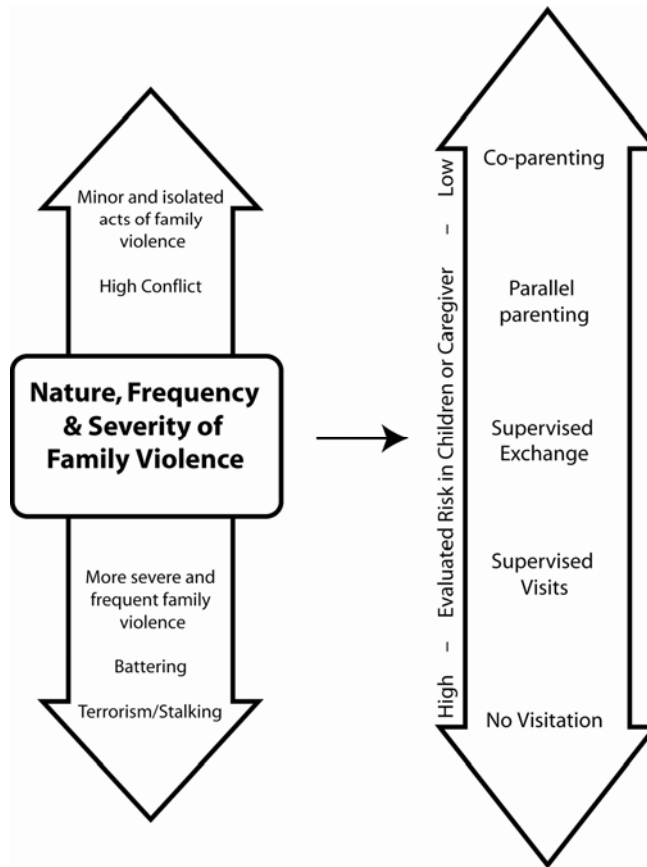 Minor and isolated
acts of family
violence
High Conflict
Nature, Frequency
& Severity of
Family Violence
More severe and
frequent family
violence
Battering
Terrorism/Stalking
High – Evaluated Risk in Children or Caregiver – Low
Co-parenting
Parallel
parenting
Supervised
Exchange
Supervised
Visits
No Visitation